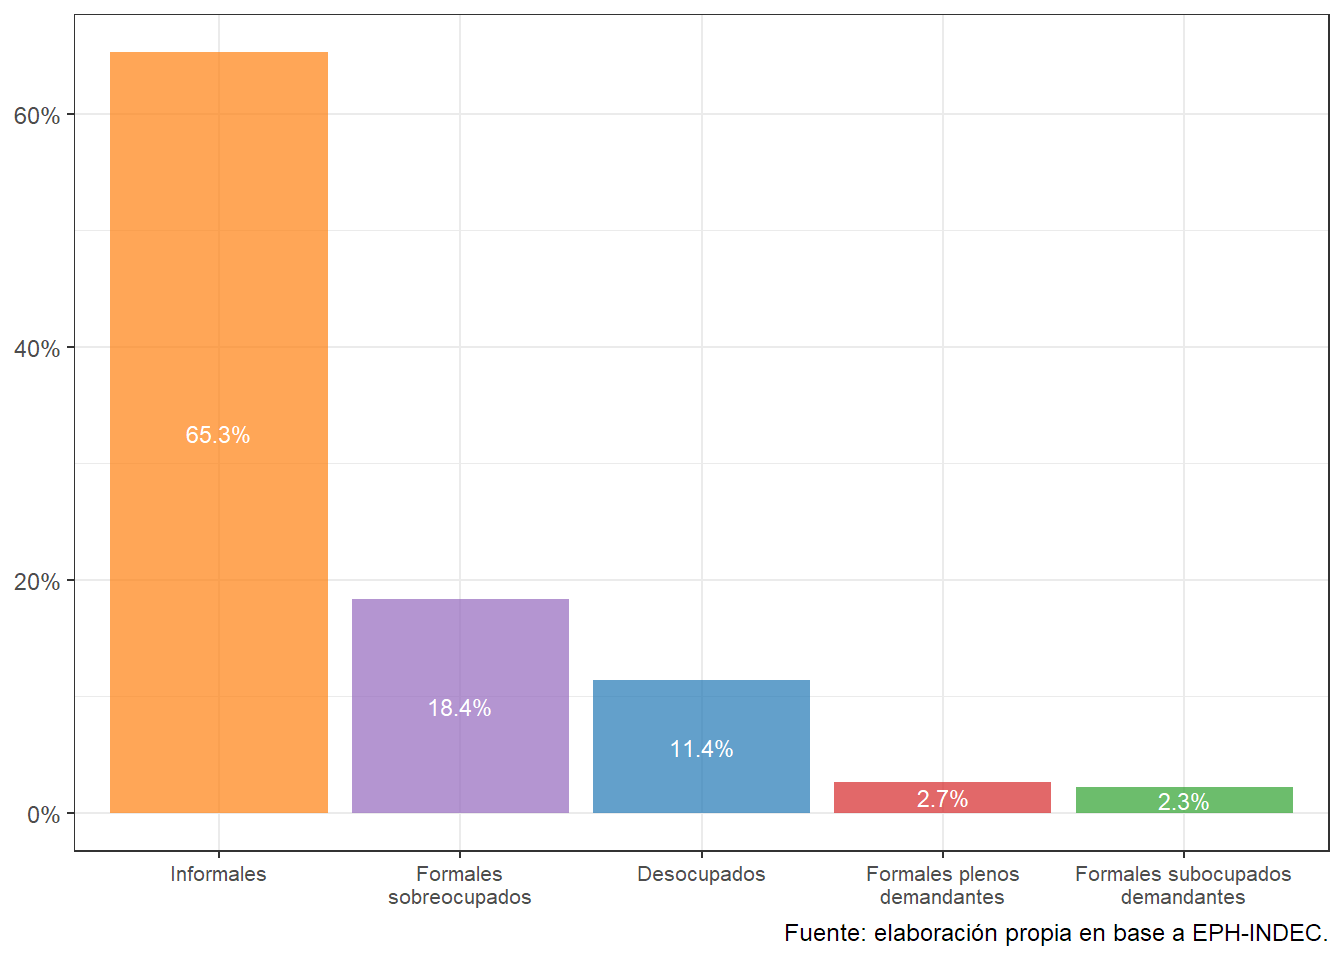 60%
40%
20%
0%
65.3%
18.4%
11.4%
2.7%
2.3%
Informales
Formales
sobreocupados
Desocupados
Formales plenos
demandantes
Formales subocupados
demandantes
Fuente: elaboración propia en base a EPH-INDEC.